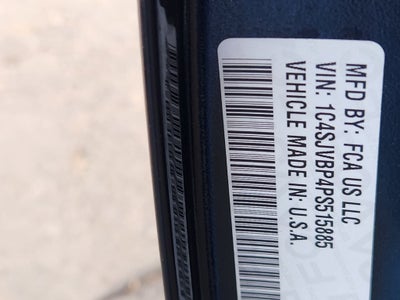 MFD BY: FCA US LLC
VIN: 1C4SJVBP4PS515885
VEHICLE MADE IN: U.S.A.